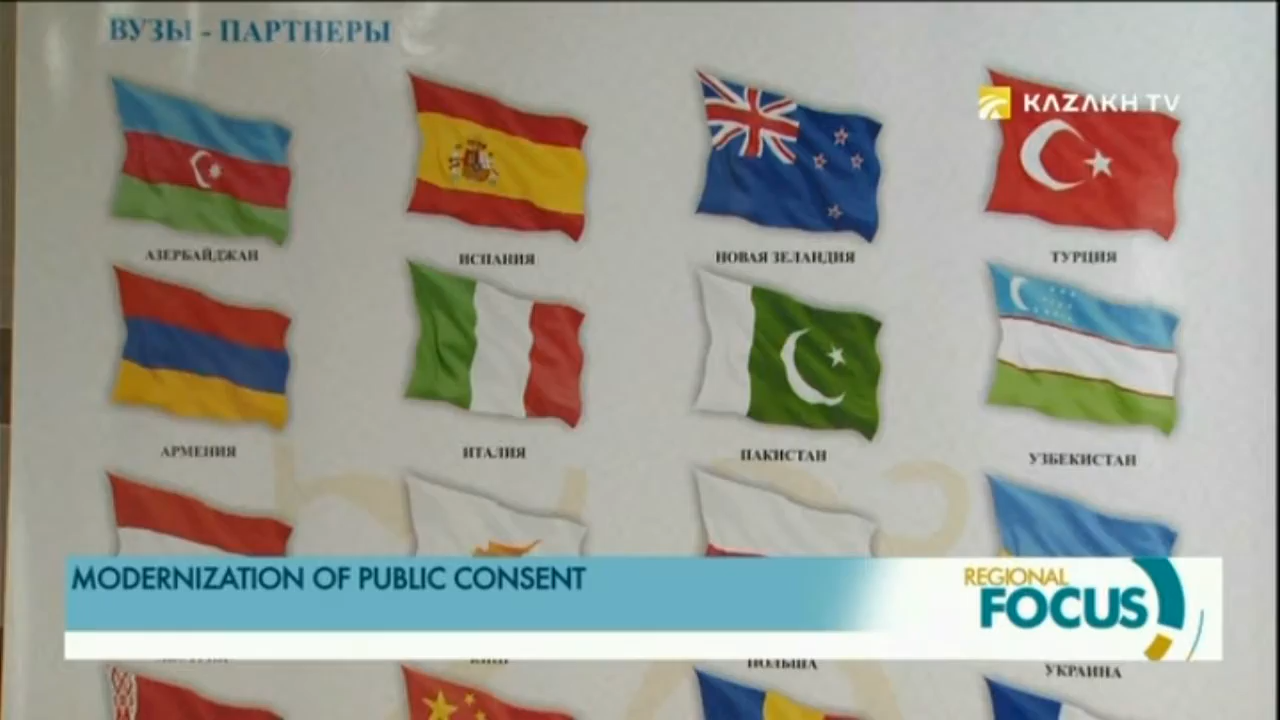 ВУЗЫ - ПАРТНЕРЫ
KAZAKH TV
АЗЕРБАЙДЖАН
ИСПАНИЯ
НОВАЯ ЗЕЛАНДИЯ
ТУРЦИЯ
АРМЕНИЯ
ИТАЛИЯ
ПАКИСТАН
УЗБЕКИСТАН
MODERNIZATION OF PUBLIC CONSENT
REGIONAL
FOCUS
ПОЛЬША
УКРАИНА